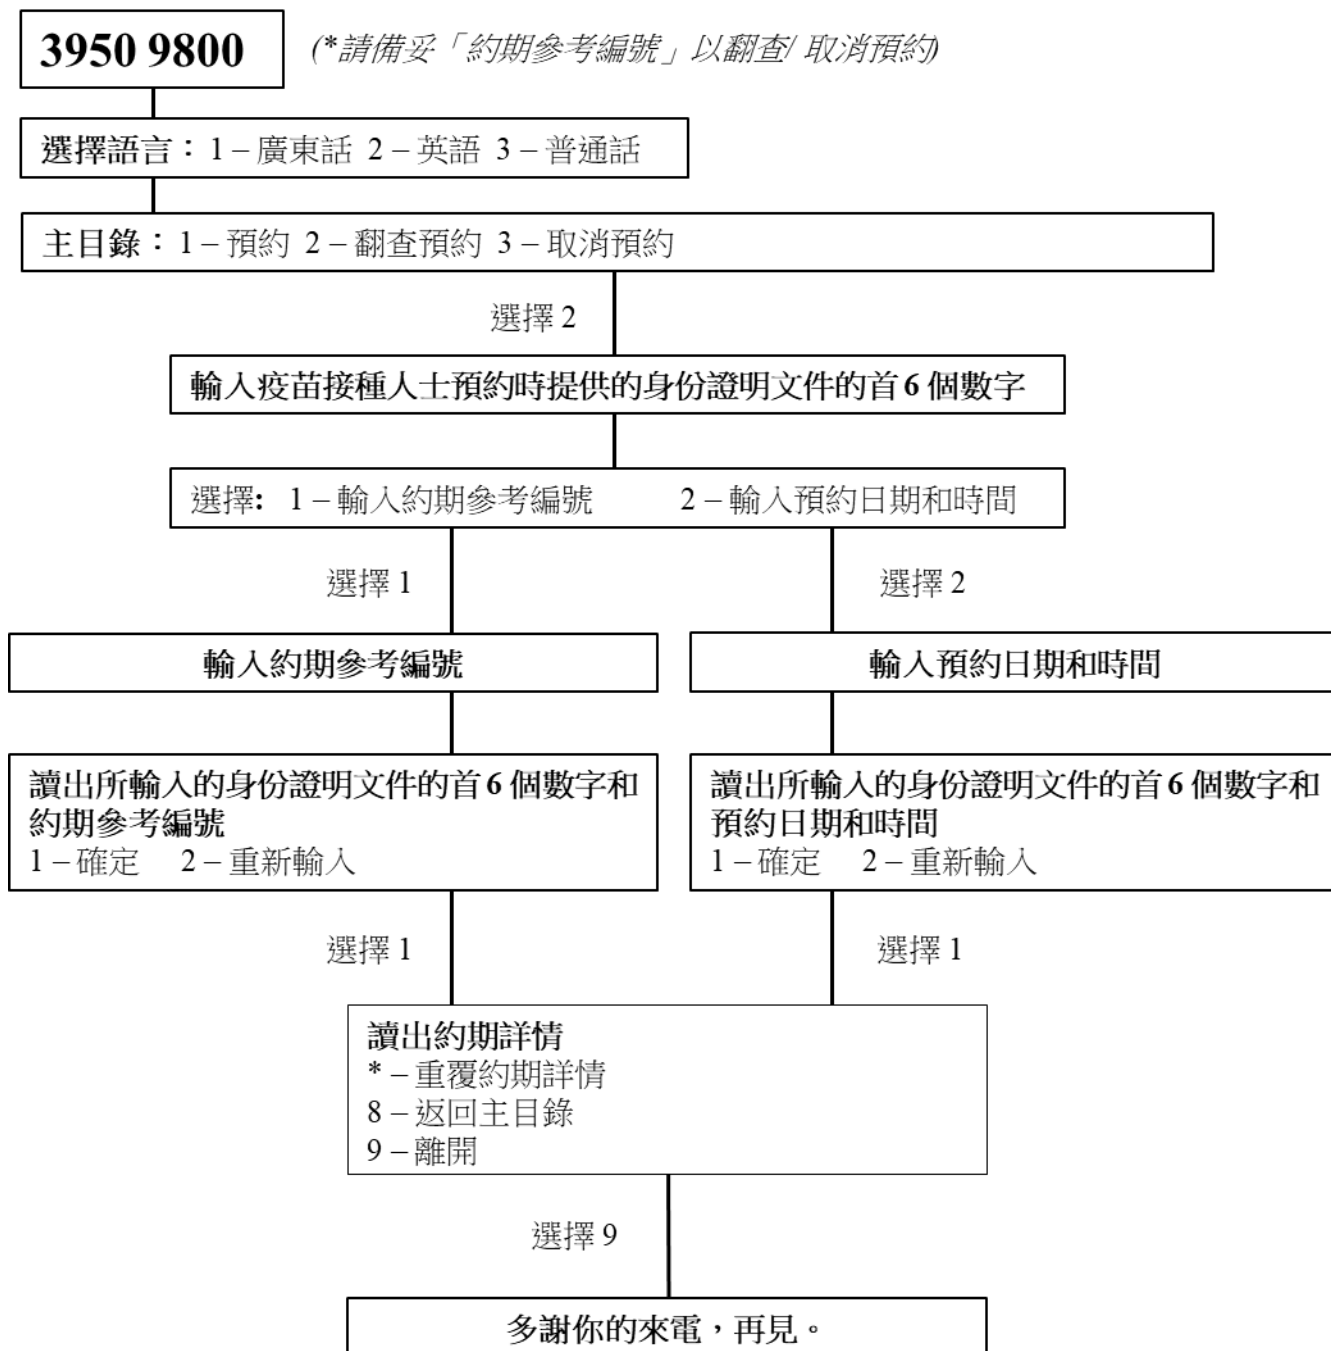 3950 9800 (*請備妥「約期參考編號」以翻查/ 取消預約)
選擇語言：1 – 廣東話 2 – 英語 3 – 普通話
主目錄：1 – 預約 2 – 翻查預約 3 – 取消預約
選擇 2
輸入疫苗接種人士預約時提供的身份證明文件的首 6 個數字
選擇: 1 – 輸入約期參考編號 2 – 輸入預約日期和時間
選擇 1
選擇 2
輸入約期參考編號
輸入預約日期和時間
讀出所輸入的身份證明文件的首 6 個數字和
約期參考編號
1 – 確定 2 – 重新輸入
讀出所輸入的身份證明文件的首 6 個數字和
預約日期和時間
1 – 確定 2 – 重新輸入
選擇 1
選擇 1
讀出約期詳情
* – 重覆約期詳情
8 – 返回主目錄
9 – 離開
選擇 9
多謝你的來電，再見。